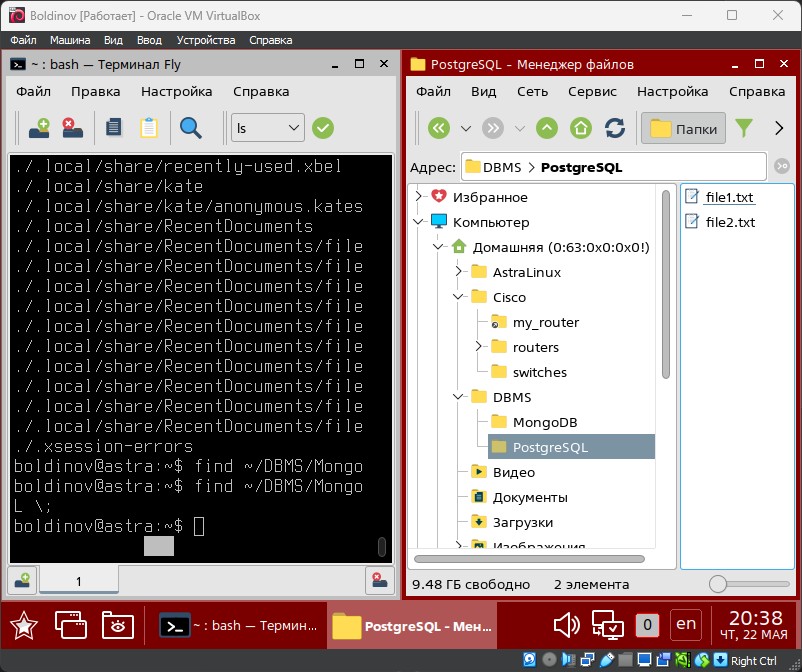 Boldinov [Работает] - Oracle VM VirtualBox
Файл Машина Вид Ввод Устройства Справка
~ : bash — Терминал Fly
Файл Правка Настройка Справка
ls
./.local/share/recently-used.xbel
./.local/share/kate
./.local/share/kate/anonymous.kates
./.local/share/RecentDocuments
./.local/share/RecentDocuments/file
./.local/share/RecentDocuments/file
./.local/share/RecentDocuments/file
./.local/share/RecentDocuments/file
./.local/share/RecentDocuments/file
./.local/share/RecentDocuments/file
./.local/share/RecentDocuments/file
./.local/share/RecentDocuments/file
./.local/share/RecentDocuments/file
./.local/share/RecentDocuments/file
./.xsession-errors
boldinov@astra:~$ find ~/DBMS/Mongo
boldinov@astra:~$ find ~/DBMS/Mongo
L \;
boldinov@astra:~$
1
PostgreSQL – Менеджер файлов
Файл Вид Сеть Сервис Настройка Справка
Папки
Адрес: DBMS > PostgreSQL
Избранное
Компьютер
Домашняя (0:63:0x0:0x0!)
AstraLinux
Cisco
my_router
routers
switches
DBMS
MongoDB
PostgreSQL
Видео
Документы
Загрузки
Изображения
file1.txt
file2.txt
9.48 ГБ свободно 2 элемента
~ : bash — Термин...
PostgreSQL - Мен...
0
en
20:38
ЧТ, 22 МАЯ
Right Ctrl